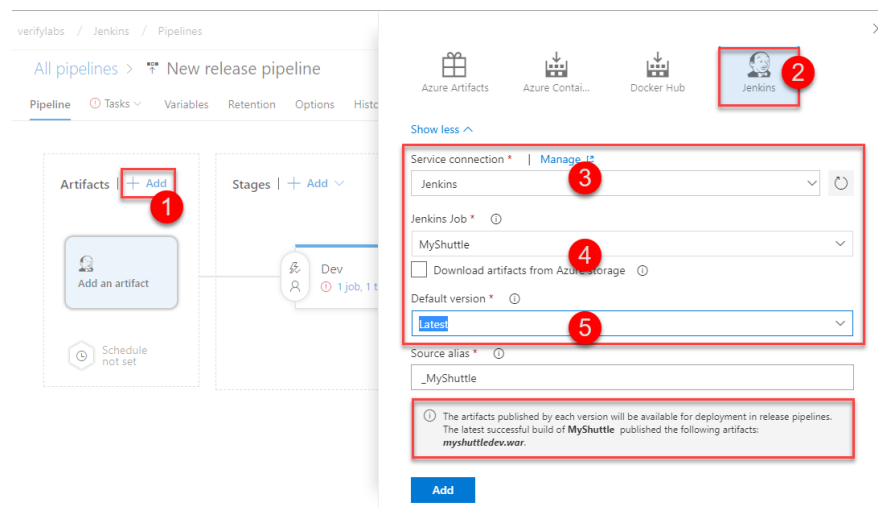 verifylabs / Jenkins / Pipelines
All pipelines > New release pipeline
Pipeline Tasks Variables Retention Options Histo
Artifacts | + Add
1
Stages | + Add
Add an artifact
Dev
1 job, 1 t
Schedule
not set
Azure Artifacts
Azure Contai...
Docker Hub
Jenkins
2
Show less
Service connection * | Manage
3
Jenkins
Jenkins Job *
MyShuttle
4
Download artifacts from Azure storage
Default version *
Latest
5
Source alias *
_MyShuttle
The artifacts published by each version will be available for deployment in release pipelines.
The latest successful build of MyShuttle published the following artifacts:
myshuttledev.war.
Add